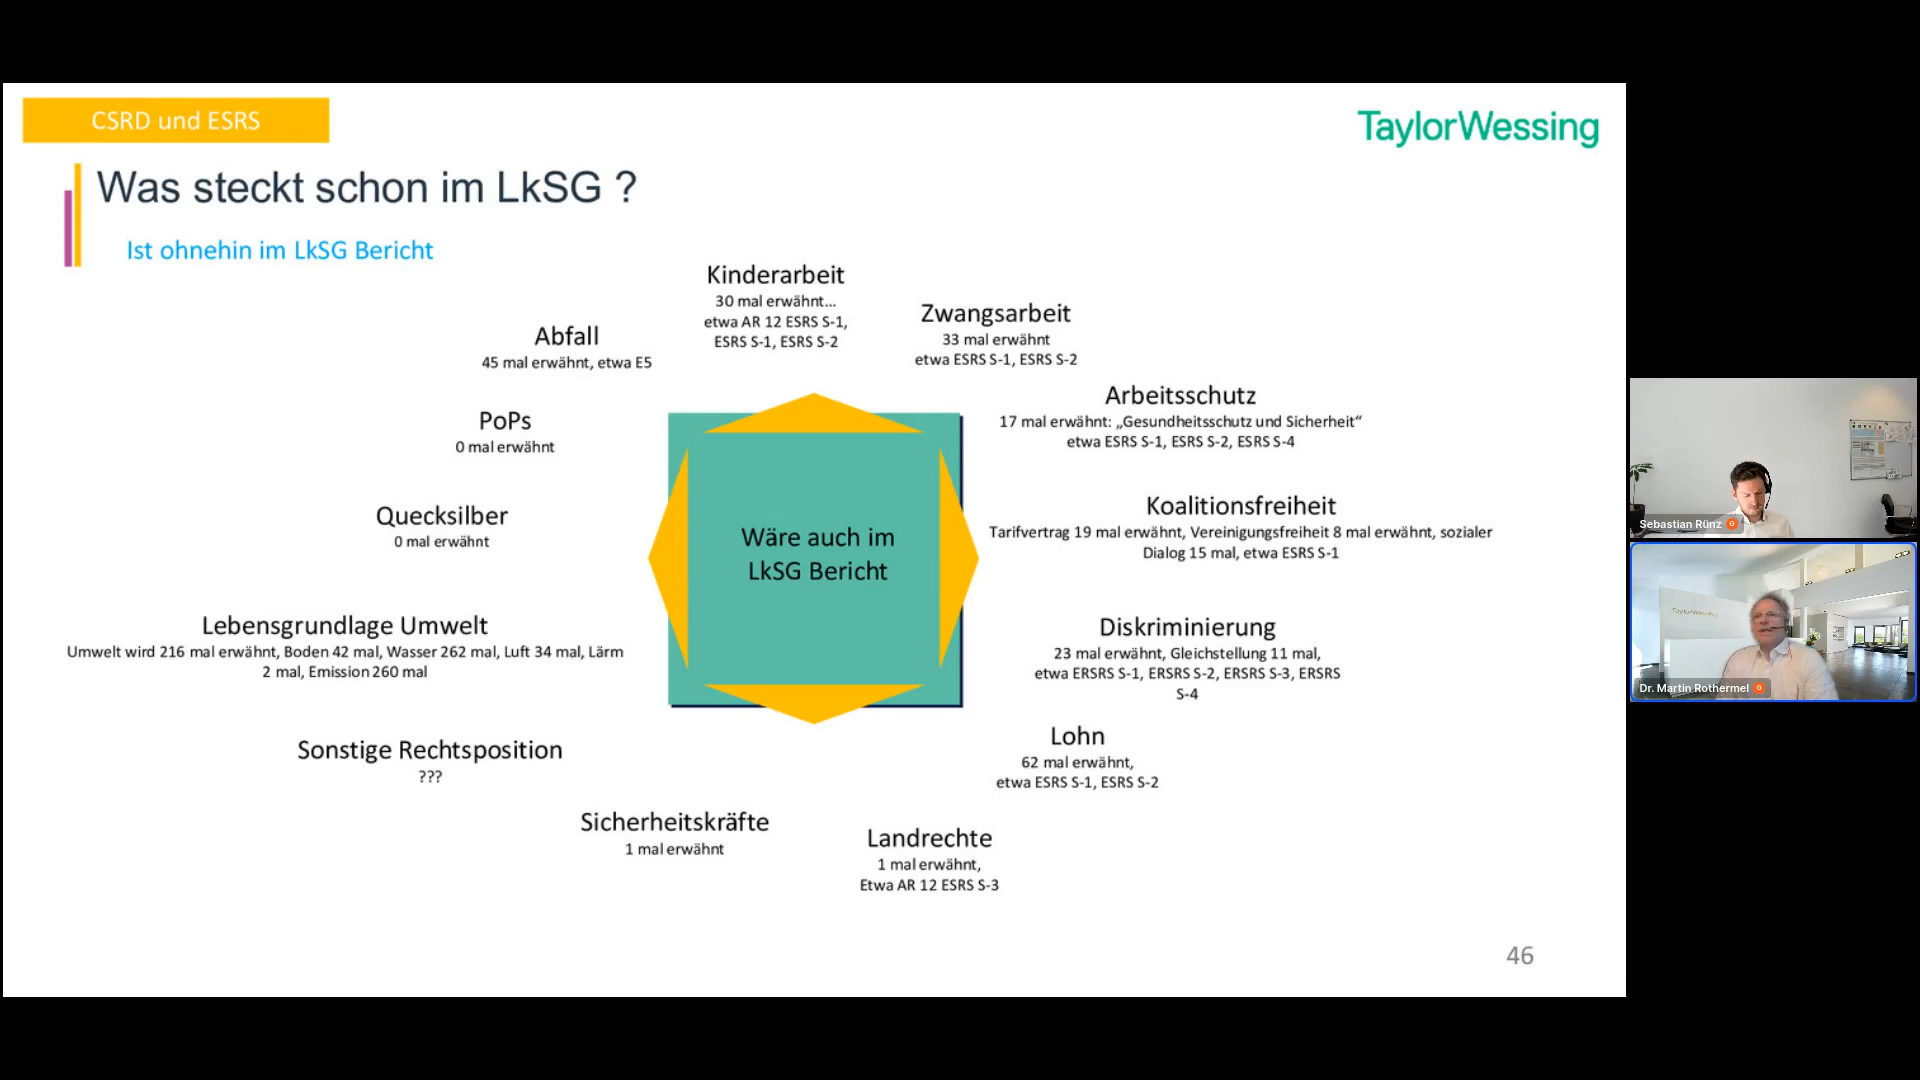 CSRD und ESRS
TaylorWessing
Was steckt schon im LkSG ?
Ist ohnehin im LkSG Bericht
Kinderarbeit
30 mal erwähnt...
etwa AR 12 ESRS S-1,
ESRS S-1, ESRS S-2
Zwangsarbeit
33 mal erwähnt
etwa ESRS S-1, ESRS S-2
Abfall
45 mal erwähnt, etwa E5
Arbeitsschutz
17 mal erwähnt: „Gesundheitsschutz und Sicherheit“
etwa ESRS S-1, ESRS S-2, ESRS S-4
PoPs
0 mal erwähnt
Koalitionsfreiheit
Tarifvertrag 19 mal erwähnt, Vereinigungsfreiheit 8 mal erwähnt, sozialer
Dialog 15 mal, etwa ESRS S-1
Quecksilber
0 mal erwähnt
Wäre auch im
LkSG Bericht
Lebensgrundlage Umwelt
Umwelt wird 216 mal erwähnt, Boden 42 mal, Wasser 262 mal, Luft 34 mal, Lärm
2 mal, Emission 260 mal
Diskriminierung
23 mal erwähnt, Gleichstellung 11 mal,
etwa ERSRS S-1, ERSRS S-2, ERSRS S-3, ERSRS
S-4
Sonstige Rechtsposition
???
Lohn
62 mal erwähnt,
etwa ESRS S-1, ESRS S-2
Sicherheitskräfte
1 mal erwähnt
Landrechte
1 mal erwähnt,
Etwa AR 12 ESRS S-3
46
Sebastian Rünz
TaylorWessing
Dr. Martin Rothermel